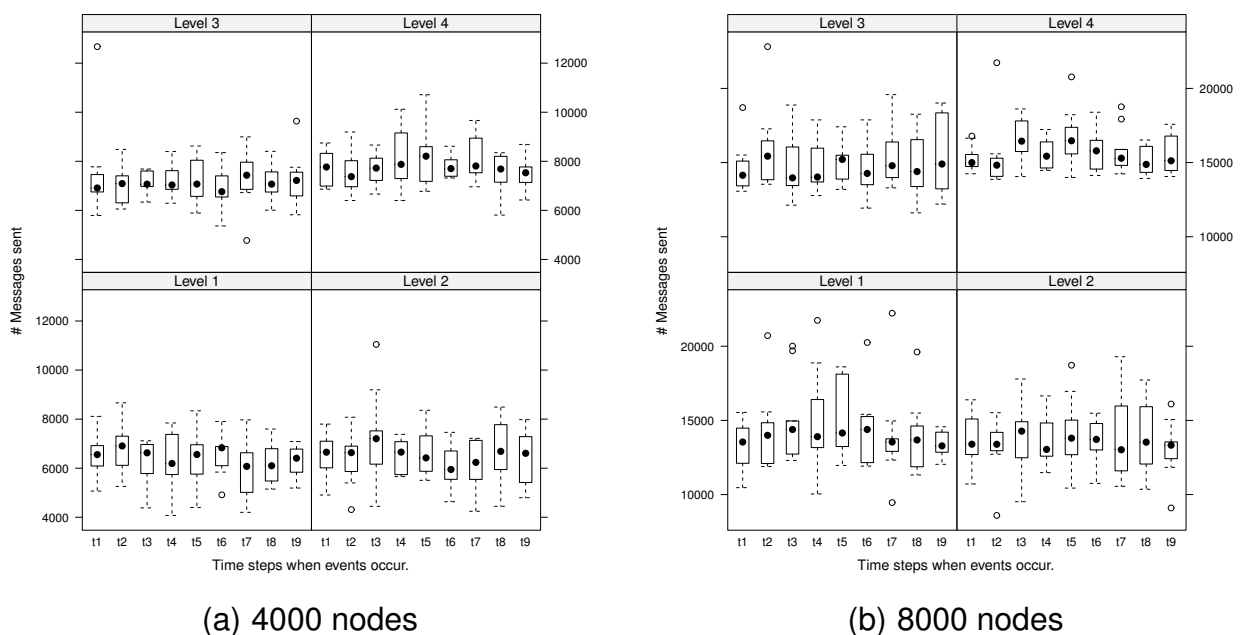 Level 3 Level 4
12000
10000
8000
6000
4000
Level 1 Level 2
12000
10000
8000
6000
4000
# Messages sent
t1 t2 t3 t4 t5 t6 t7 t8 t9 t1 t2 t3 t4 t5 t6 t7 t8 t9
Time steps when events occur.
(a) 4000 nodes
Level 3 Level 4
20000
15000
10000
Level 1 Level 2
20000
15000
10000
# Messages sent
t1 t2 t3 t4 t5 t6 t7 t8 t9 t1 t2 t3 t4 t5 t6 t7 t8 t9
Time steps when events occur.
(b) 8000 nodes